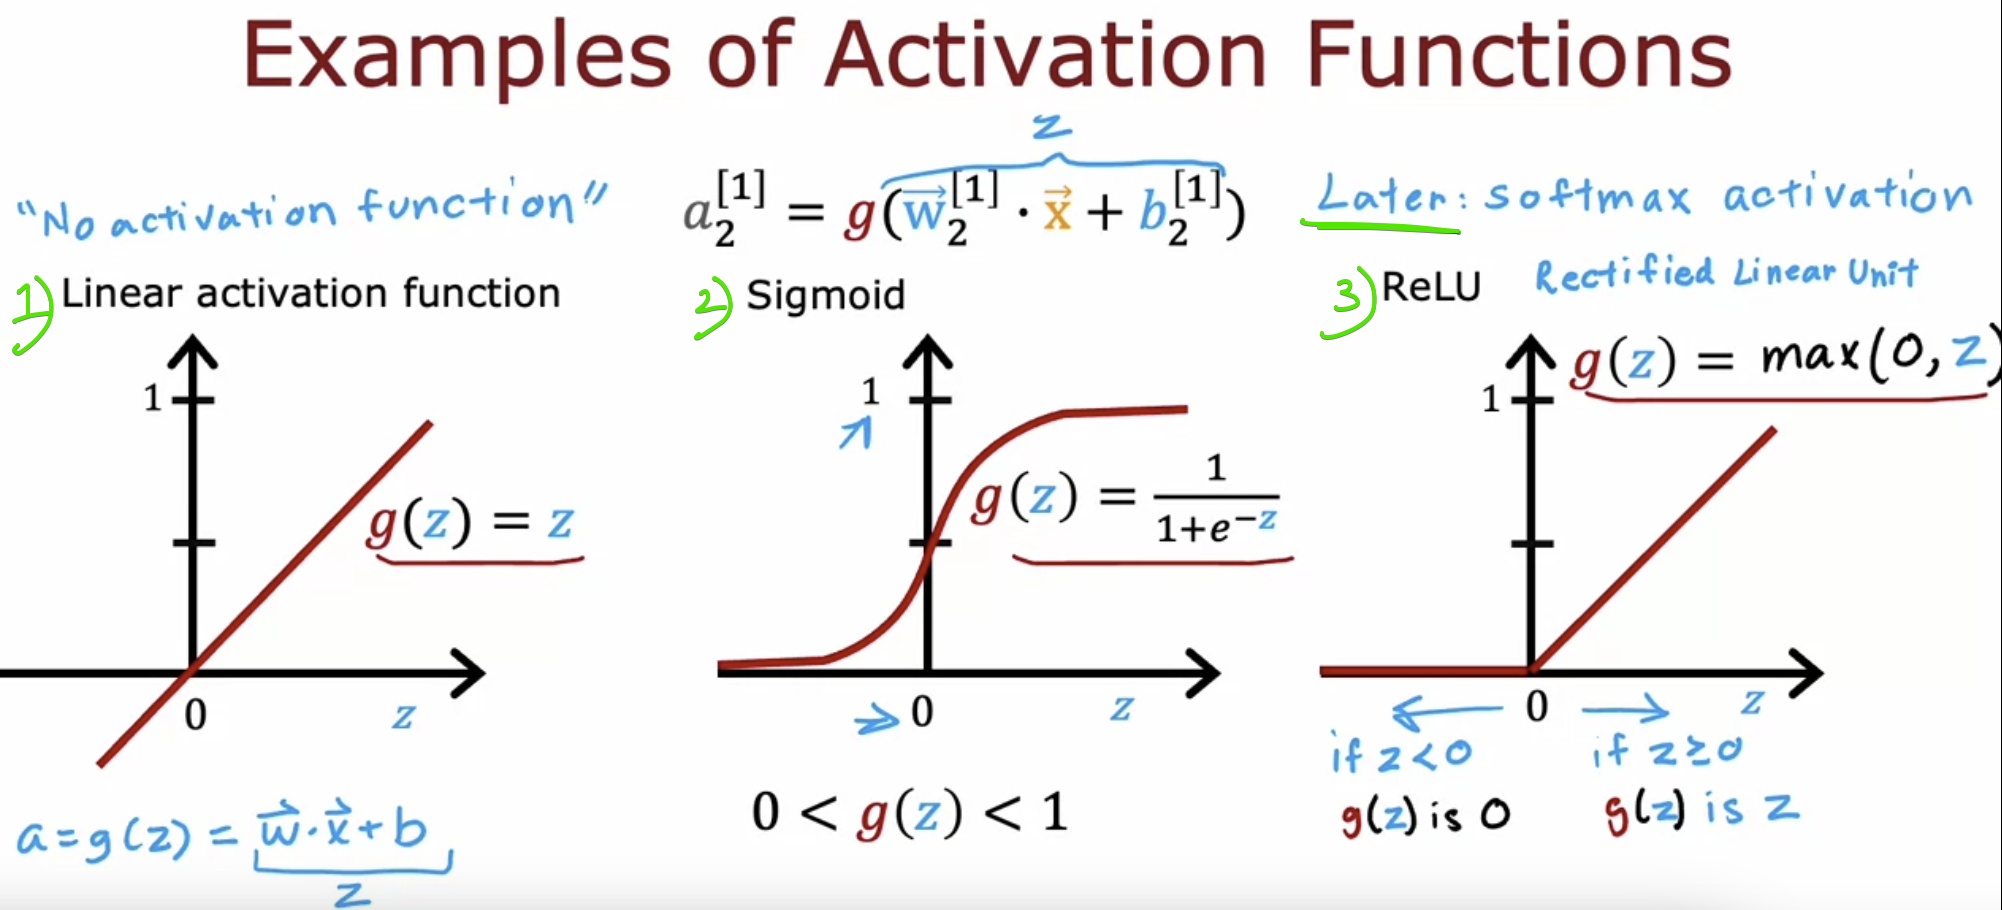 Examples of Activation Functions
z
"No activation function"
a₂^[1] = g(w⃗₂^[1] · x⃗ + b₂^[1])
Later: softmax activation
1) Linear activation function
2) Sigmoid
3) ReLU Rectified Linear Unit
1
g(z) = z
0
z
a = g(z) = w⃗·x⃗ + b
z
1
g(z) = 1/(1+e^−z)
0
z
0 < g(z) < 1
g(z) = max(0, z)
1
0
z
if z < 0
g(z) is 0
if z ≥ 0
g(z) is z